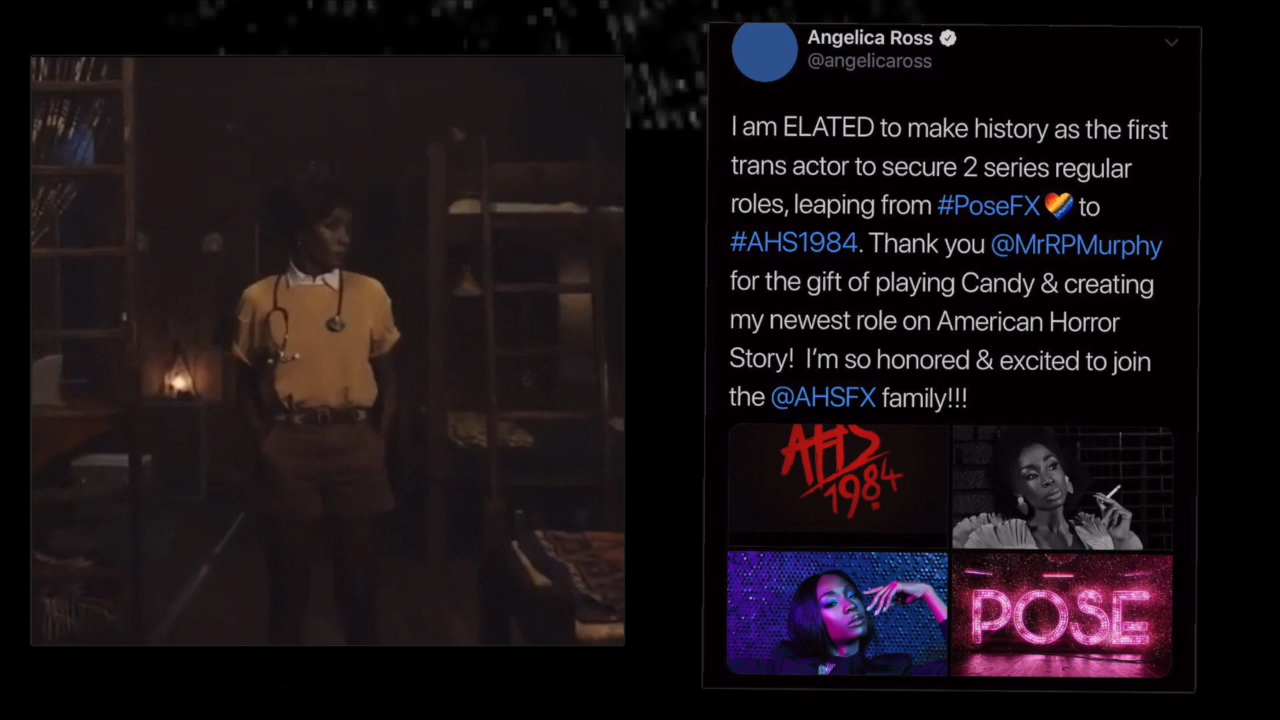 Angelica Ross
@angelicaross
I am ELATED to make history as the first
trans actor to secure 2 series regular
roles, leaping from #PoseFX to
#AHS1984. Thank you @MrRPMurphy
for the gift of playing Candy & creating
my newest role on American Horror
Story!  I'm so honored & excited to join
the @AHSFX family!!!
AHS
1984
POSE